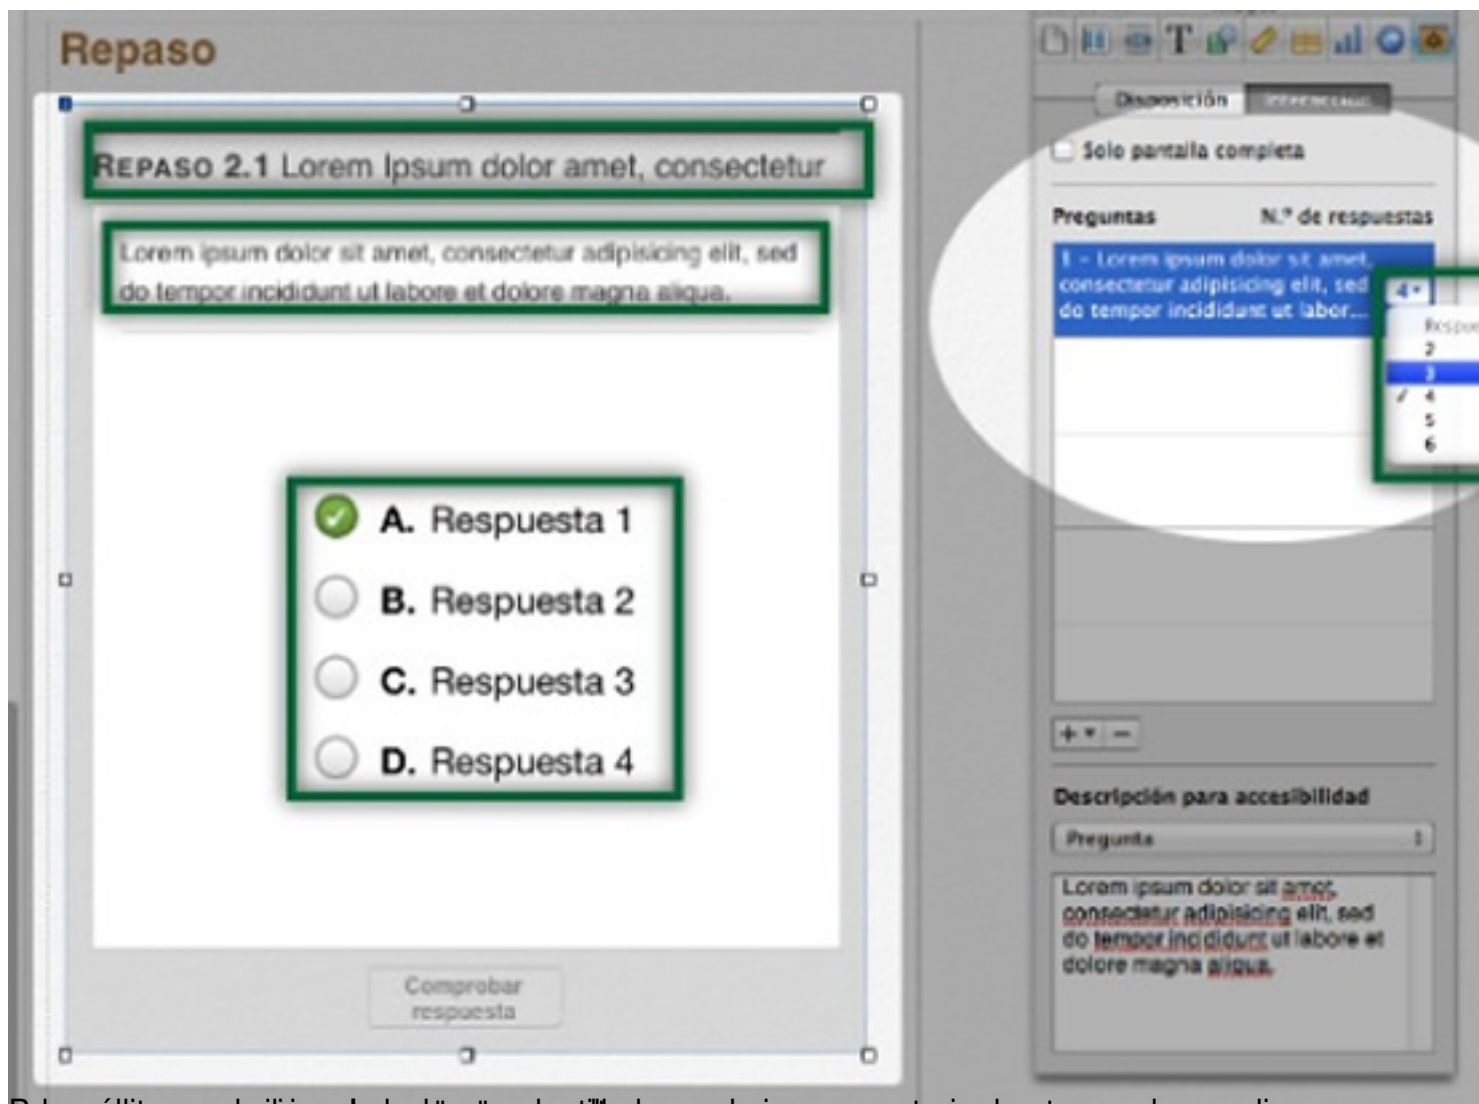 Repaso
REPASO 2.1 Lorem Ipsum dolor amet, consectetur
Lorem ipsum dolor sit amet, consectetur adipisicing elit, sed
do tempor incididunt ut labore et dolore magna aliqua.
A. Respuesta 1
B. Respuesta 2
C. Respuesta 3
D. Respuesta 4
Comprobar
respuesta
Disposición
Solo pantalla completa
Preguntas N.º de respuestas
1 - Lorem ipsum dolor sit amet,
consectetur adipisicing elit, sed
do tempor incididunt ut labor... 4
Respue
2
3
✓ 4
5
6
+ −
Descripción para accesibilidad
Pregunta
Lorem ipsum dolor sit amet,
consectetur adipisicing elit, sed
do tempor incididunt ut labore et
dolore magna aliqua.